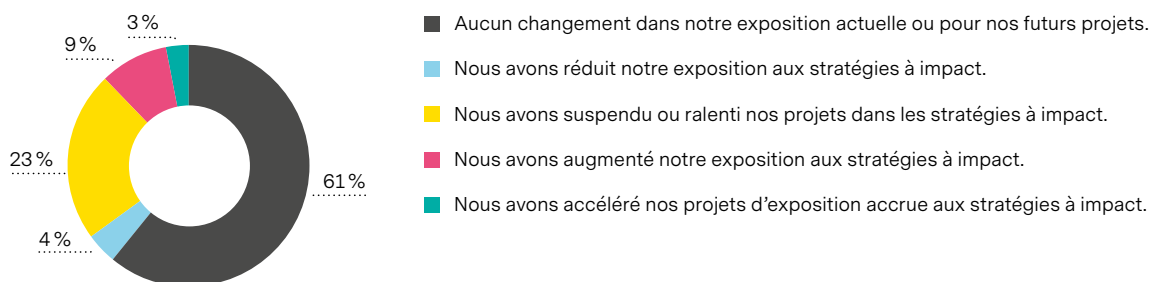 3 %
9 %
23 %
61 %
4 %
Aucun changement dans notre exposition actuelle ou pour nos futurs projets.
Nous avons réduit notre exposition aux stratégies à impact.
Nous avons suspendu ou ralenti nos projets dans les stratégies à impact.
Nous avons augmenté notre exposition aux stratégies à impact.
Nous avons accéléré nos projets d’exposition accrue aux stratégies à impact.